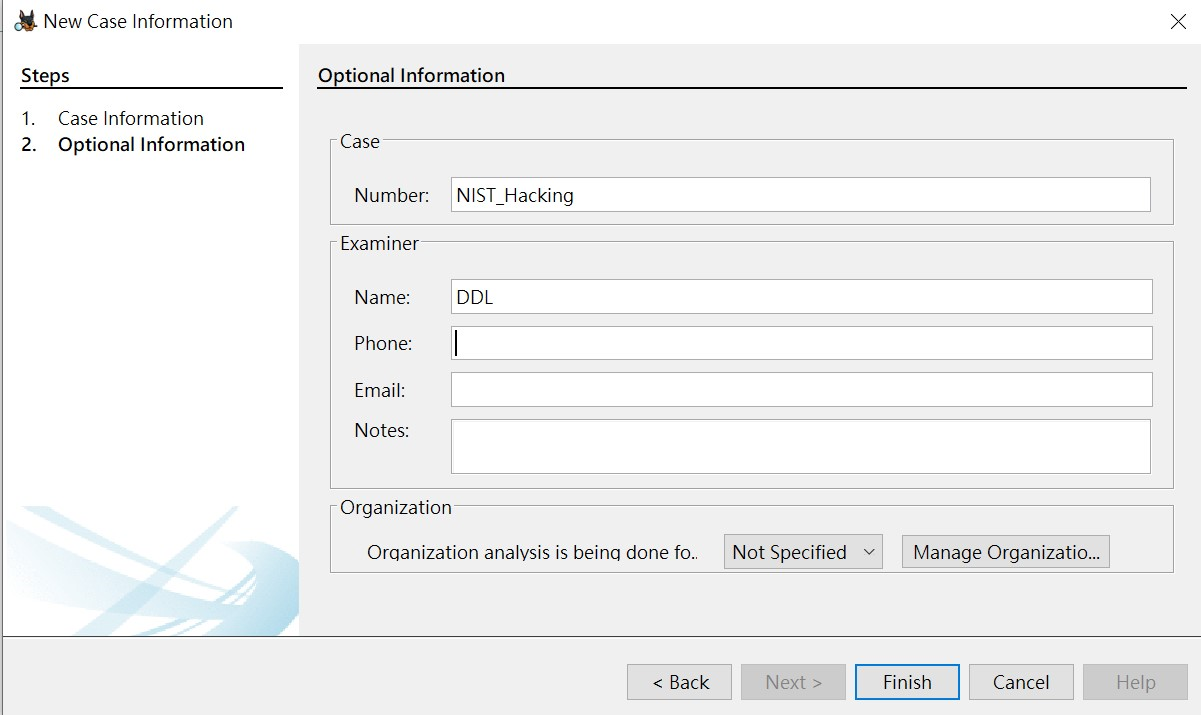 New Case Information
Steps
1. Case Information
2. Optional Information
Optional Information
Case
Number: NIST_Hacking
Examiner
Name: DDL
Phone:
Email:
Notes:
Organization
Organization analysis is being done fo.. Not Specified Manage Organizatio...
< Back Next > Finish Cancel Help